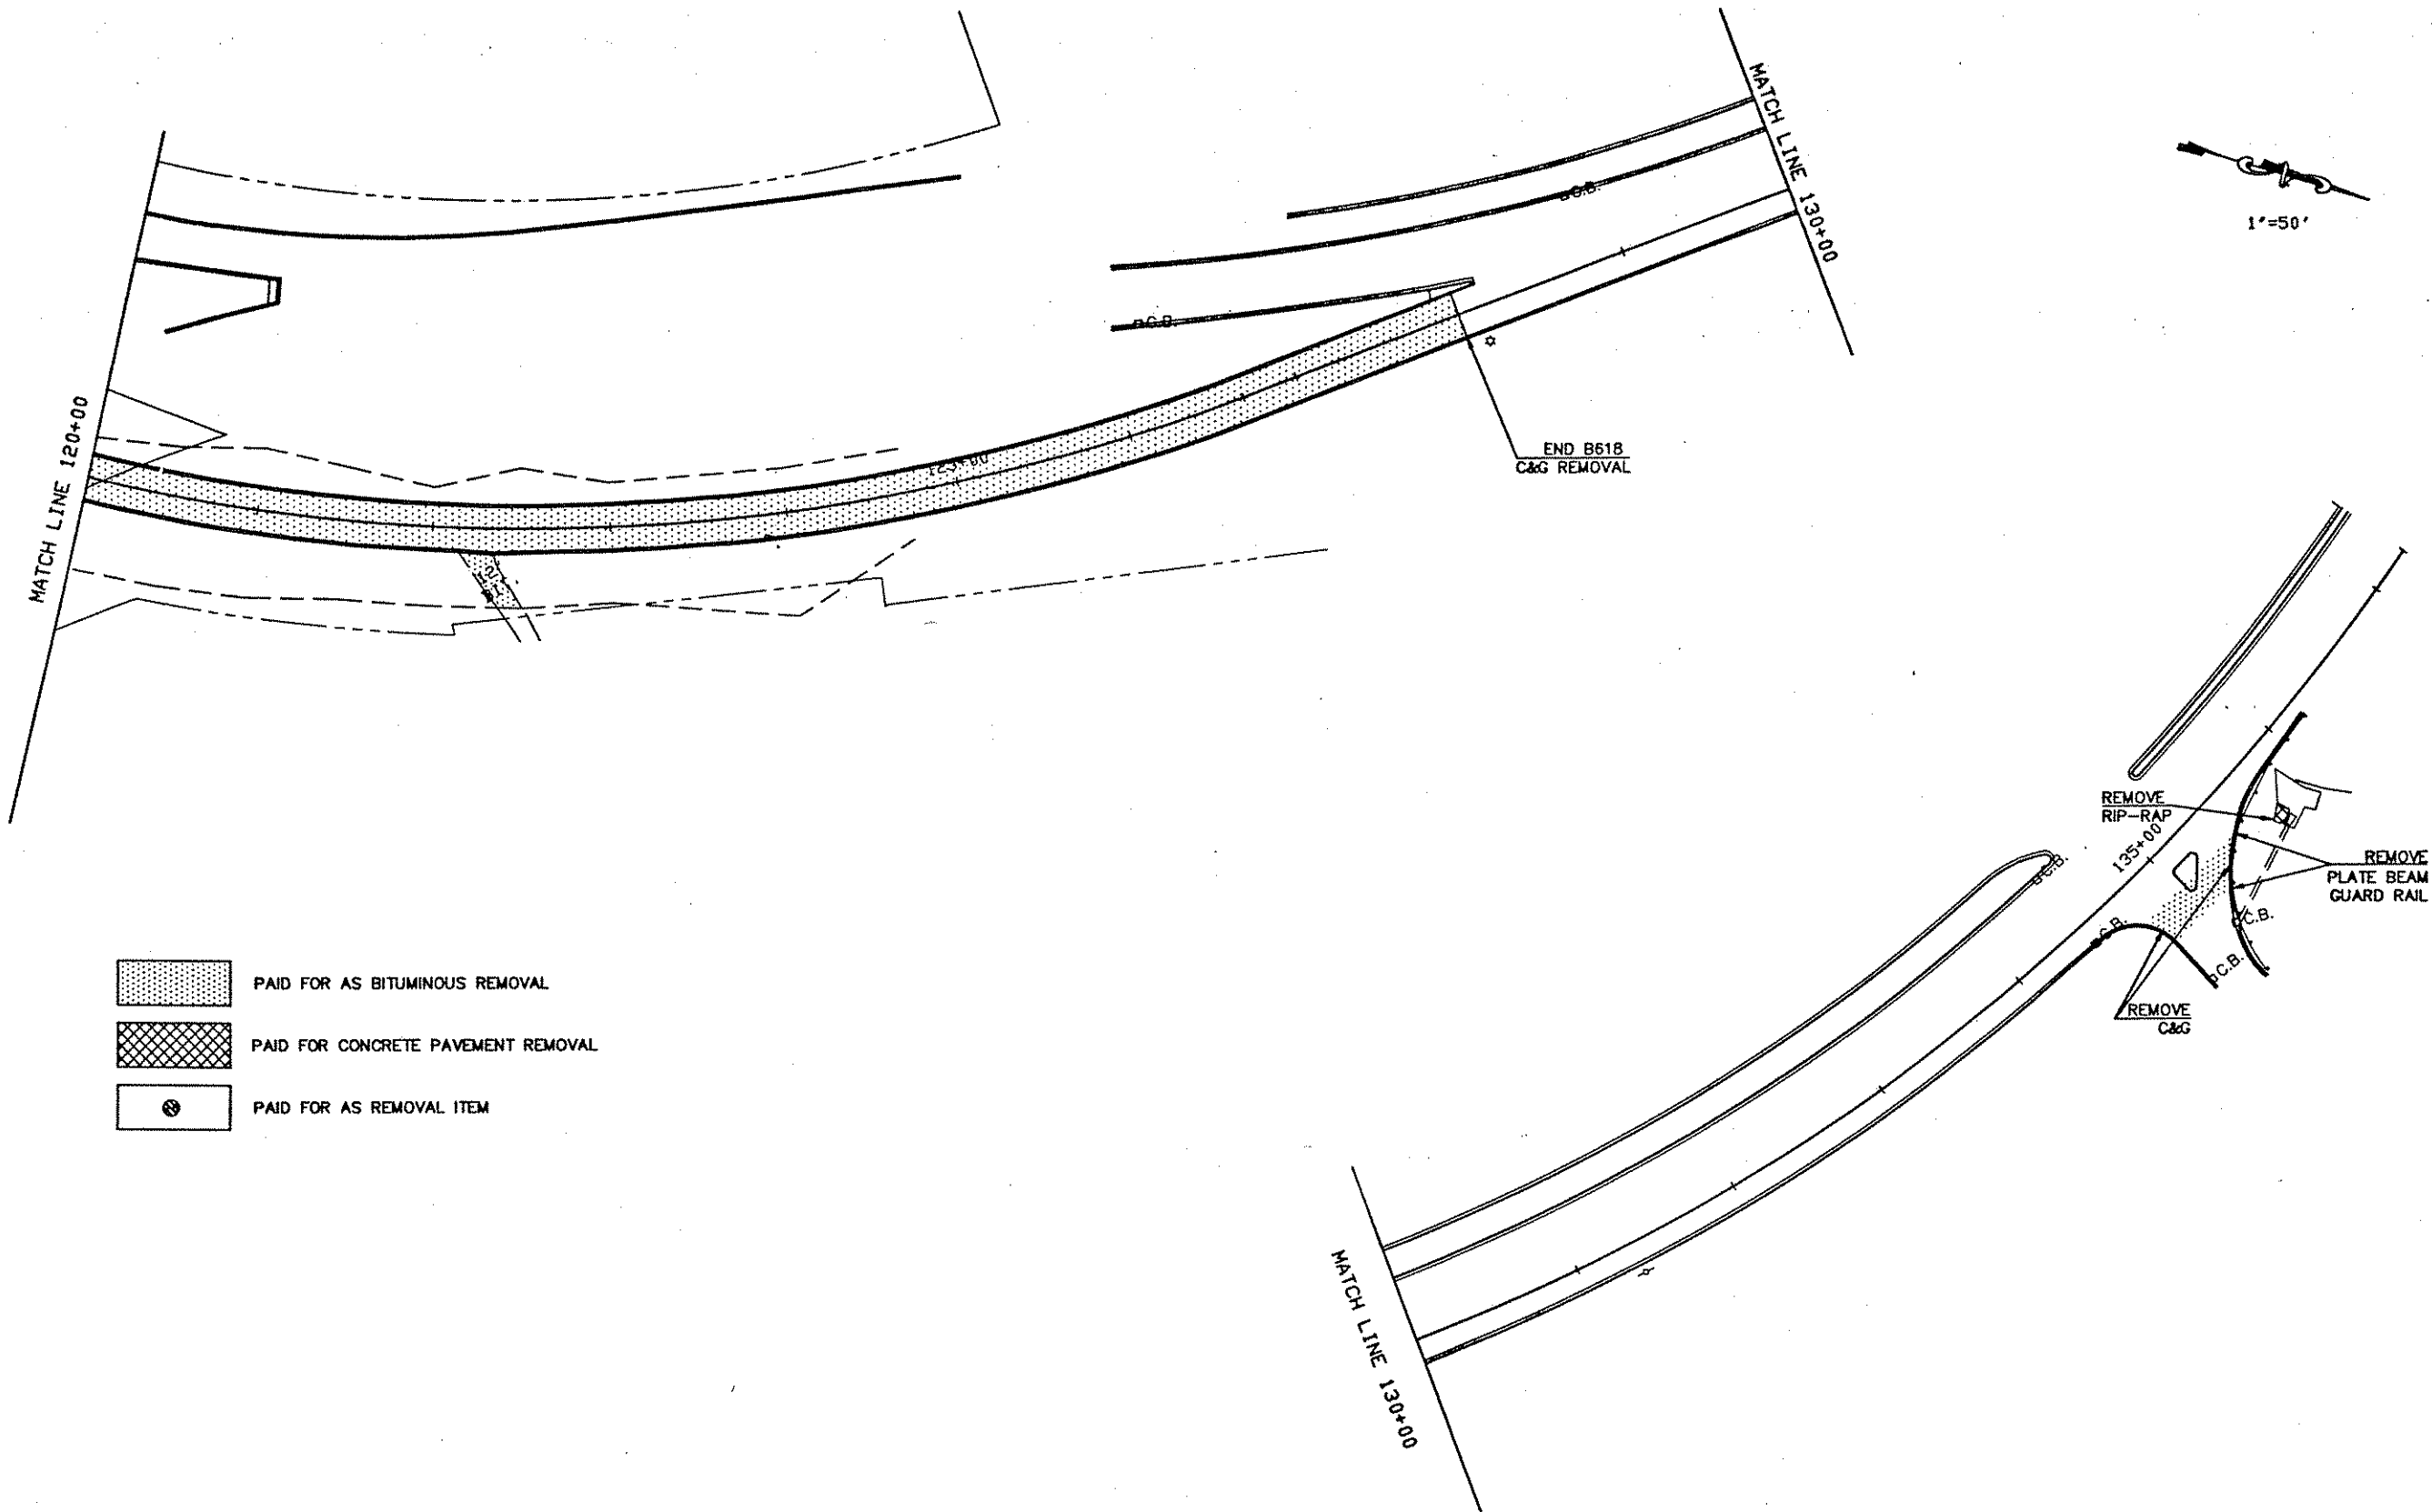 MATCH LINE 120+00
C.B.
C.B.
MATCH LINE 130+00
1"=50'
END B618
C&G REMOVAL
REMOVE
RIP-RAP
135+00
REMOVE
PLATE BEAM
GUARD RAIL
C.B.
C.B.
C.B.
C.B.
REMOVE
C&G
PAID FOR AS BITUMINOUS REMOVAL
PAID FOR CONCRETE PAVEMENT REMOVAL
PAID FOR AS REMOVAL ITEM
MATCH LINE 130+00